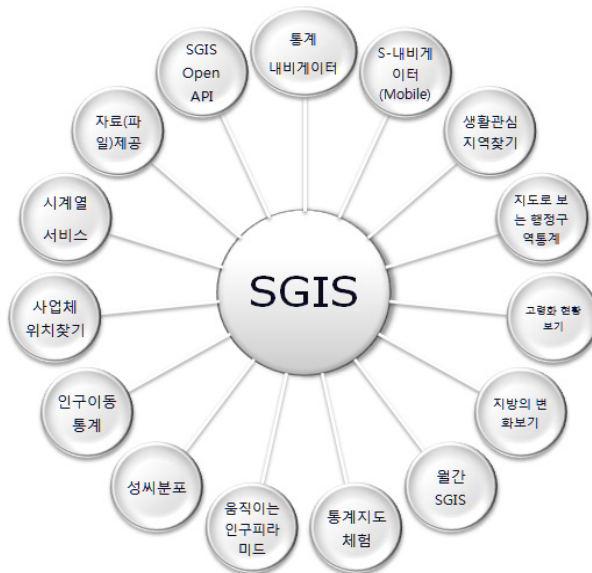 SGIS
통계
내비게이터
S-내비게
이터
(Mobile)
생활관심
지역찾기
지도로 보
는 행정구
역통계
고령화 현황
보기
지방의 변
화보기
월간
SGIS
통계지도
체험
움직이는
인구피라
미드
성씨분포
인구이동
통계
사업체
위치찾기
시계열
서비스
자료(파
일)제공
SGIS
Open
API